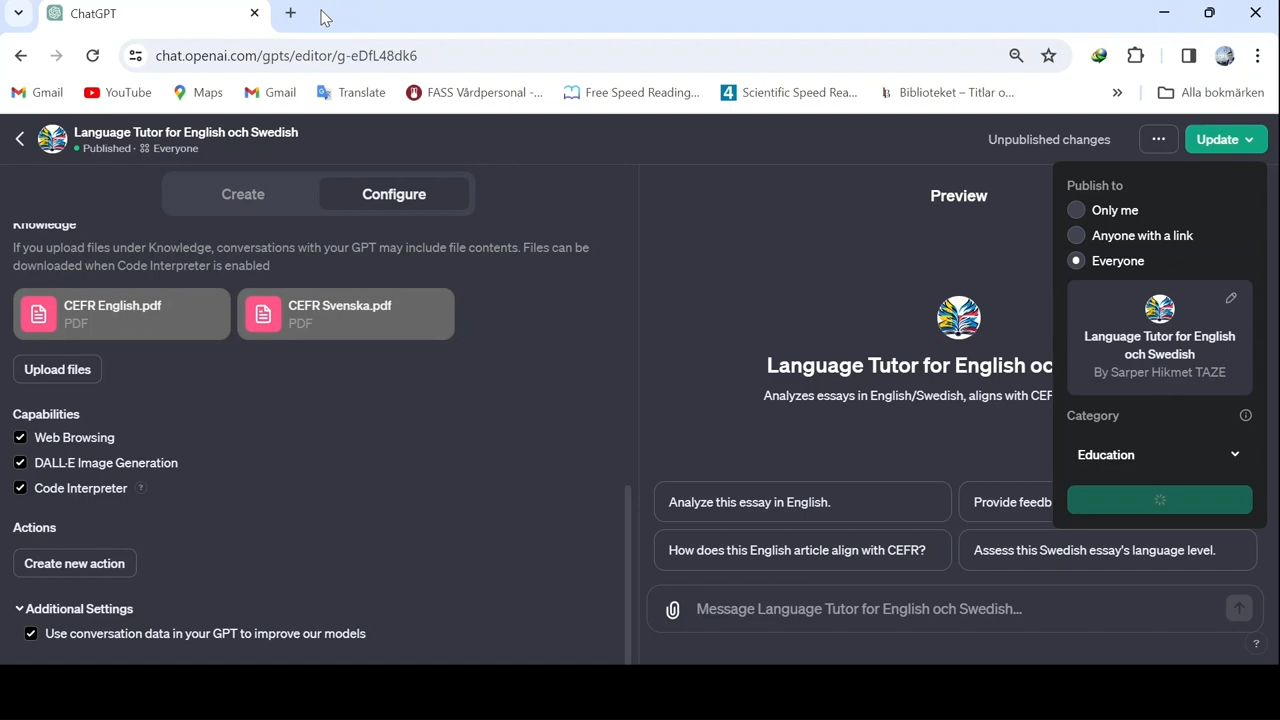 ChatGPT
chat.openai.com/gpts/editor/g-eDfL48dk6
Gmail
YouTube
Maps
Gmail
Translate
FASS Vårdpersonal -...
Free Speed Reading...
Scientific Speed Rea...
Biblioteket – Titlar o...
»
Alla bokmärken
Language Tutor for English och Swedish
Published · Everyone
Unpublished changes
...
Update
Create
Configure
Knowledge
If you upload files under Knowledge, conversations with your GPT may include file contents. Files can be
downloaded when Code Interpreter is enabled
CEFR English.pdf
PDF
CEFR Svenska.pdf
PDF
Upload files
Capabilities
Web Browsing
DALL·E Image Generation
Code Interpreter ?
Actions
Create new action
Additional Settings
Use conversation data in your GPT to improve our models
Preview
Language Tutor for English oc
Analyzes essays in English/Swedish, aligns with CEF
Analyze this essay in English.
Provide feedb
How does this English article align with CEFR?
Assess this Swedish essay's language level.
Message Language Tutor for English och Swedish...
?
Publish to
Only me
Anyone with a link
Everyone
Language Tutor for English
och Swedish
By Sarper Hikmet TAZE
Category
Education